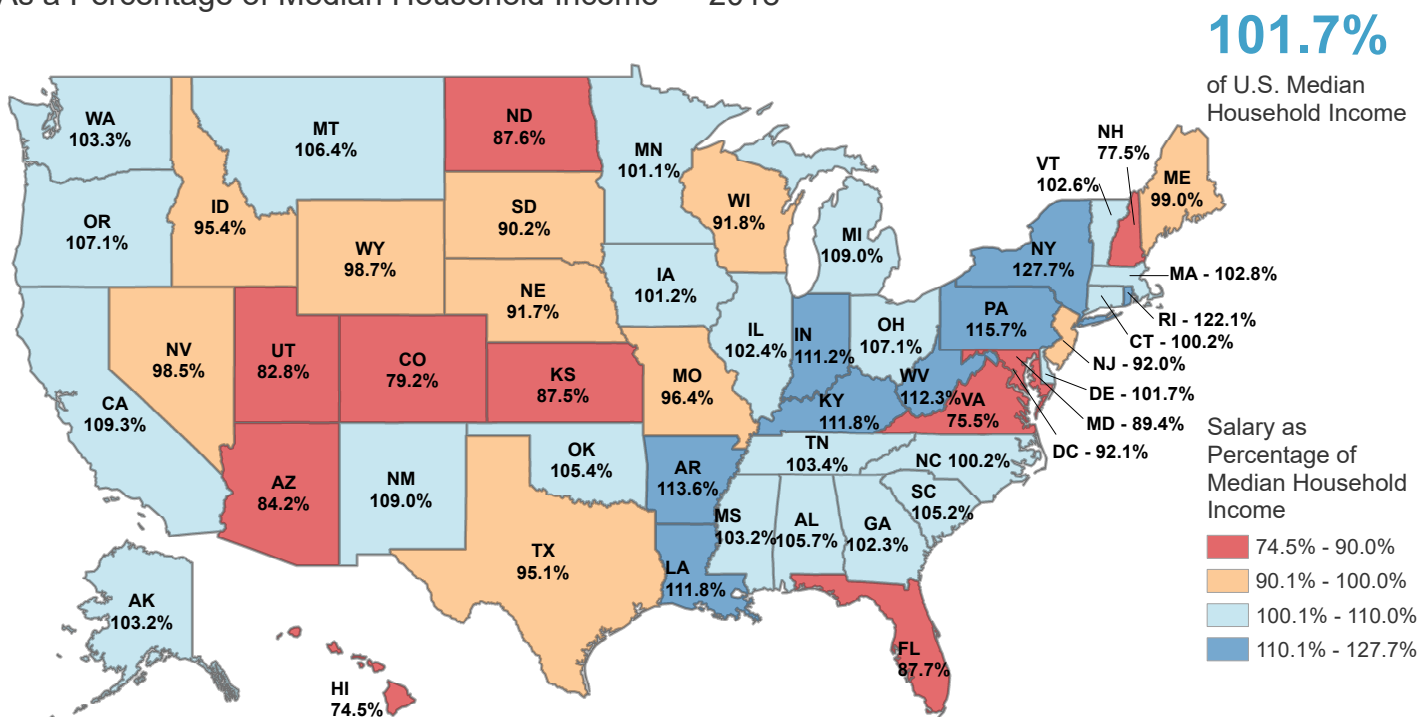 As a Percentage of Median Household Income — 2018
101.7%
of U.S. Median
Household Income
WA
103.3%
MT
106.4%
ND
87.6%
MN
101.1%
NH
77.5%
VT
102.6%
ME
99.0%
OR
107.1%
ID
95.4%
SD
90.2%
WI
91.8%
MI
109.0%
NY
127.7%
WY
98.7%
MA - 102.8%
IA
101.2%
NE
91.7%
PA
115.7%
RI - 122.1%
CT - 100.2%
NJ - 92.0%
DE - 101.7%
MD - 89.4%
DC - 92.1%
NV
98.5%
UT
82.8%
CO
79.2%
KS
87.5%
MO
96.4%
IL
102.4%
IN
111.2%
OH
107.1%
WV
112.3%
VA
75.5%
KY
111.8%
CA
109.3%
AZ
84.2%
NM
109.0%
OK
105.4%
AR
113.6%
TN
103.4%
NC 100.2%
SC
105.2%
MS
103.2%
AL
105.7%
GA
102.3%
TX
95.1%
LA
111.8%
FL
87.7%
AK
103.2%
HI
74.5%
Salary as
Percentage of
Median Household
Income
74.5% - 90.0%
90.1% - 100.0%
100.1% - 110.0%
110.1% - 127.7%